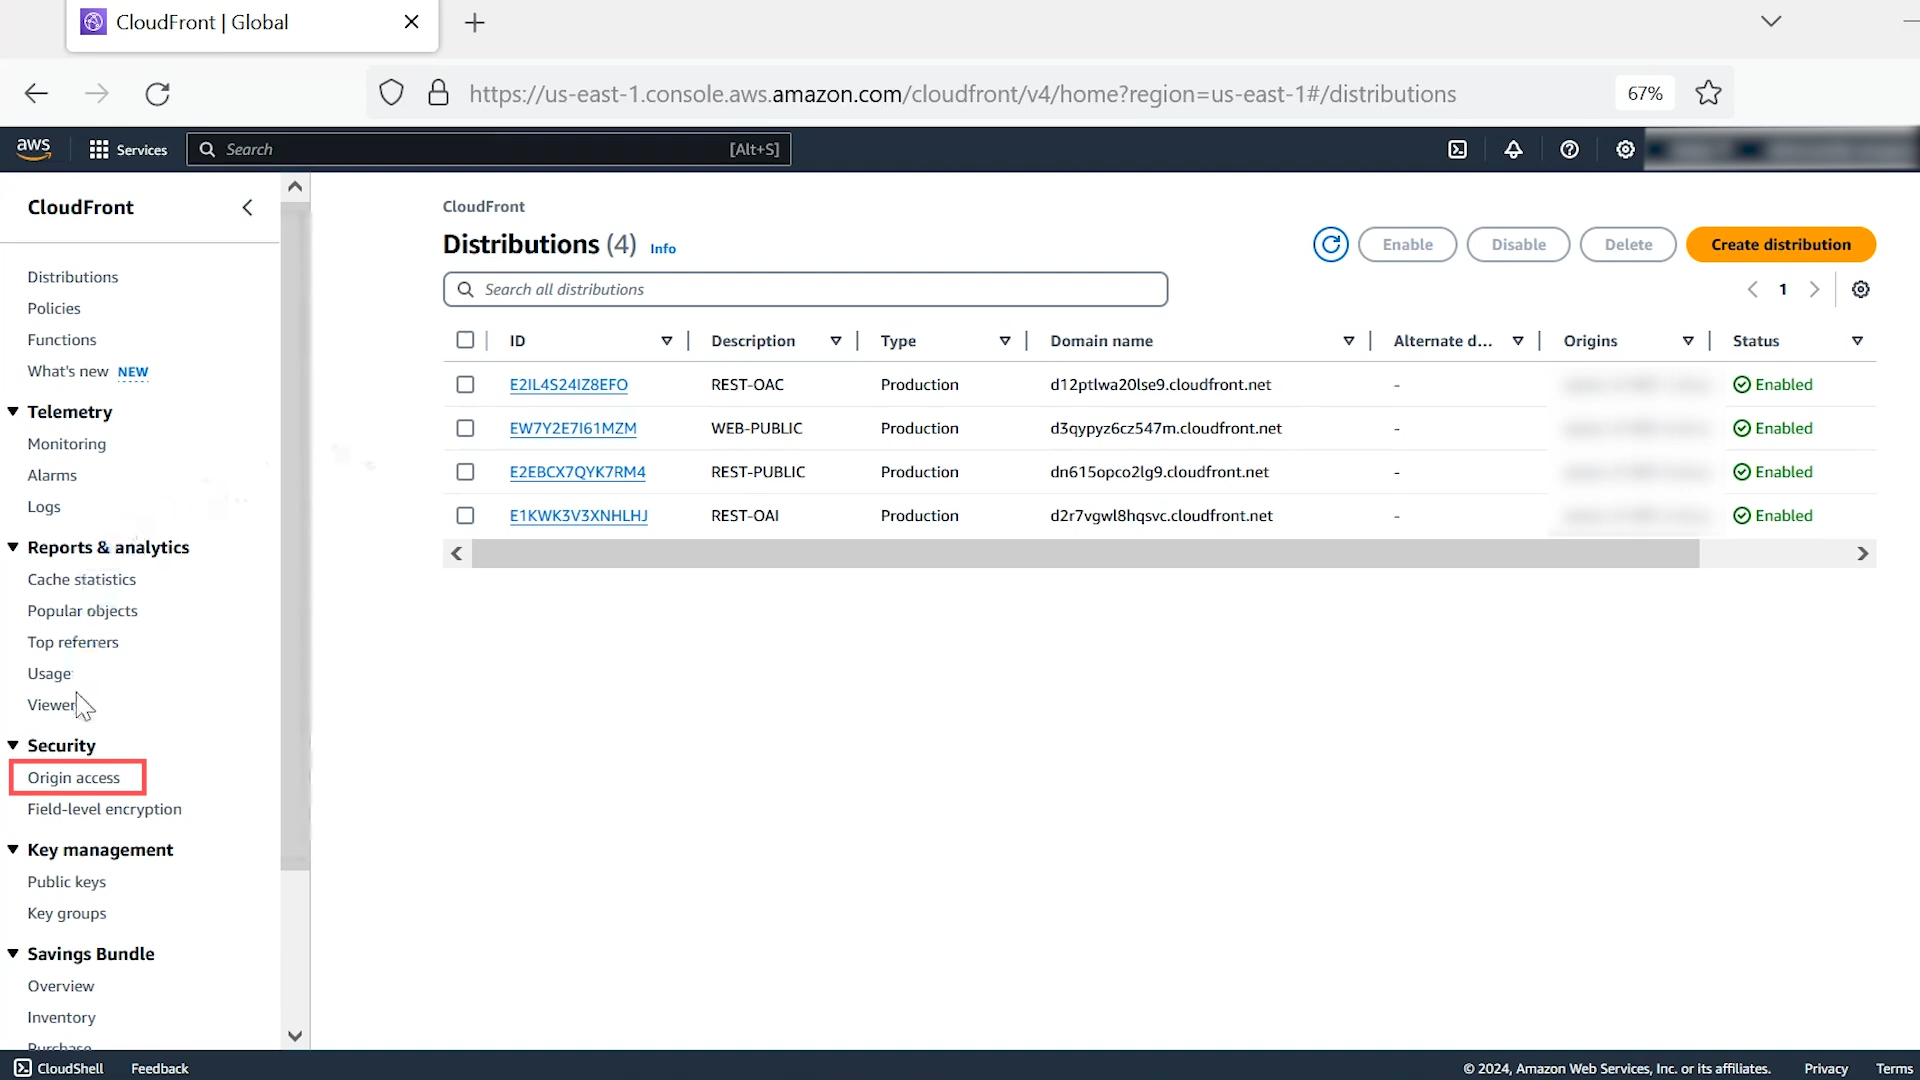 CloudFront | Global
https://us-east-1.console.aws.amazon.com/cloudfront/v4/home?region=us-east-1#/distributions
67%
aws
Services
Search
[Alt+S]
CloudFront
Distributions
Policies
Functions
What's new NEW
Telemetry
Monitoring
Alarms
Logs
Reports & analytics
Cache statistics
Popular objects
Top referrers
Usage
Viewer
Security
Origin access
Field-level encryption
Key management
Public keys
Key groups
Savings Bundle
Overview
Inventory
Purchase
CloudFront
Distributions (4) Info
Enable
Disable
Delete
Create distribution
Search all distributions
1
ID Description Type Domain name Alternate d... Origins Status
E2IL4S24IZ8EFO REST-OAC Production d12ptlwa20lse9.cloudfront.net - Enabled
EW7Y2E7I61MZM WEB-PUBLIC Production d3qypyz6cz547m.cloudfront.net - Enabled
E2EBCX7QYK7RM4 REST-PUBLIC Production dn615opco2lg9.cloudfront.net - Enabled
E1KWK3V3XNHLHJ REST-OAI Production d2r7vgwl8hqsvc.cloudfront.net - Enabled
CloudShell
Feedback
© 2024, Amazon Web Services, Inc. or its affiliates.
Privacy
Terms